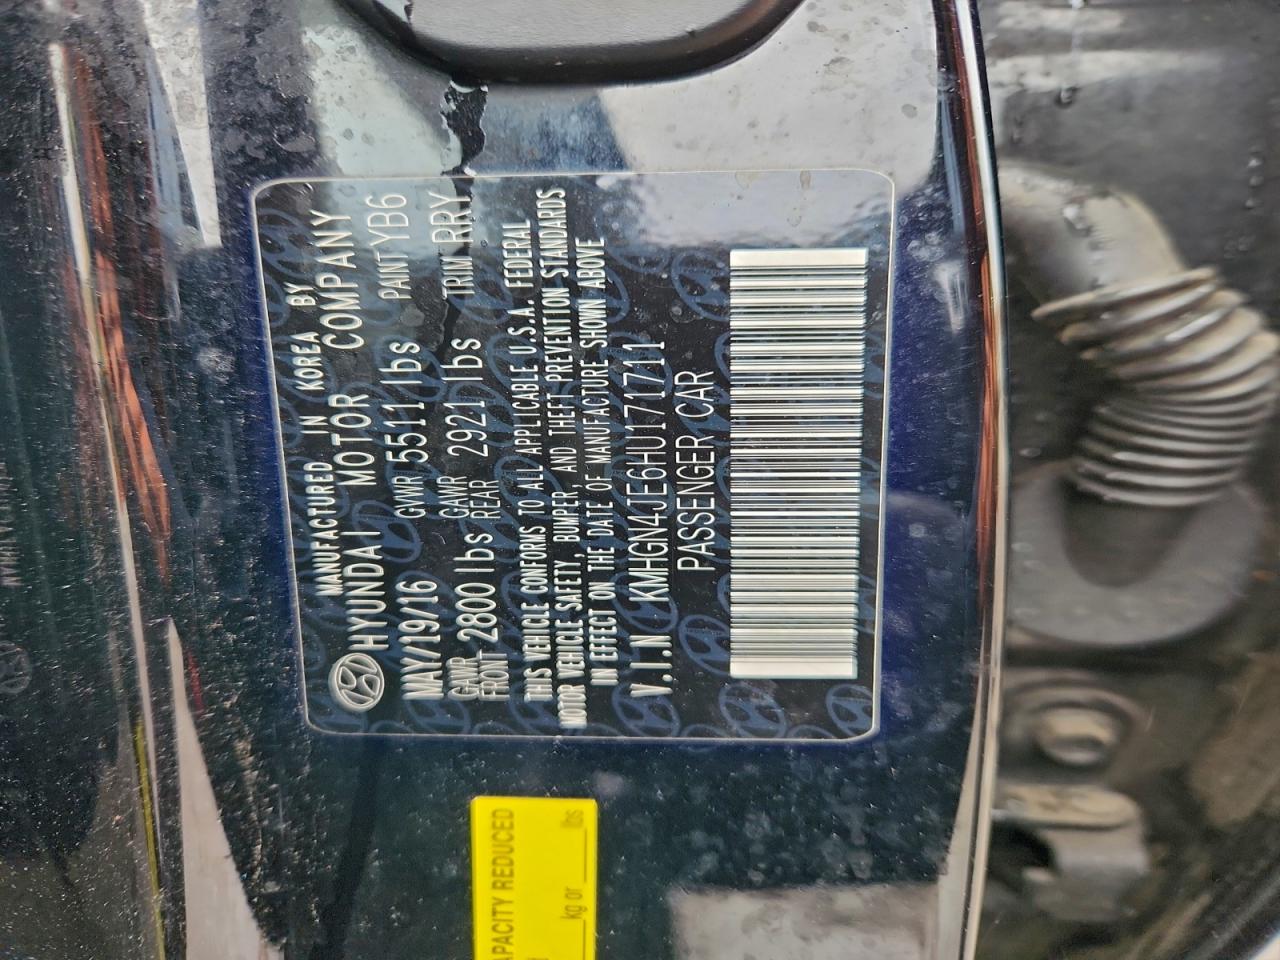 MANUFACTURED IN KOREA BY
HYUNDAI MOTOR COMPANY
MAY/19/16 GVWR 5511 lbs PAINT YB6
GAWR FRONT 2800 lbs GAWR REAR 2921 lbs TRIM RRY
THIS VEHICLE CONFORMS TO ALL APPLICABLE U.S.A. FEDERAL
MOTOR VEHICLE SAFETY, BUMPER, AND THEFT PREVENTION STANDARDS
IN EFFECT ON THE DATE OF MANUFACTURE SHOWN ABOVE
V.I.N KMHGN4JE6HU171711
PASSENGER CAR
APACITY REDUCED
kg or lbs